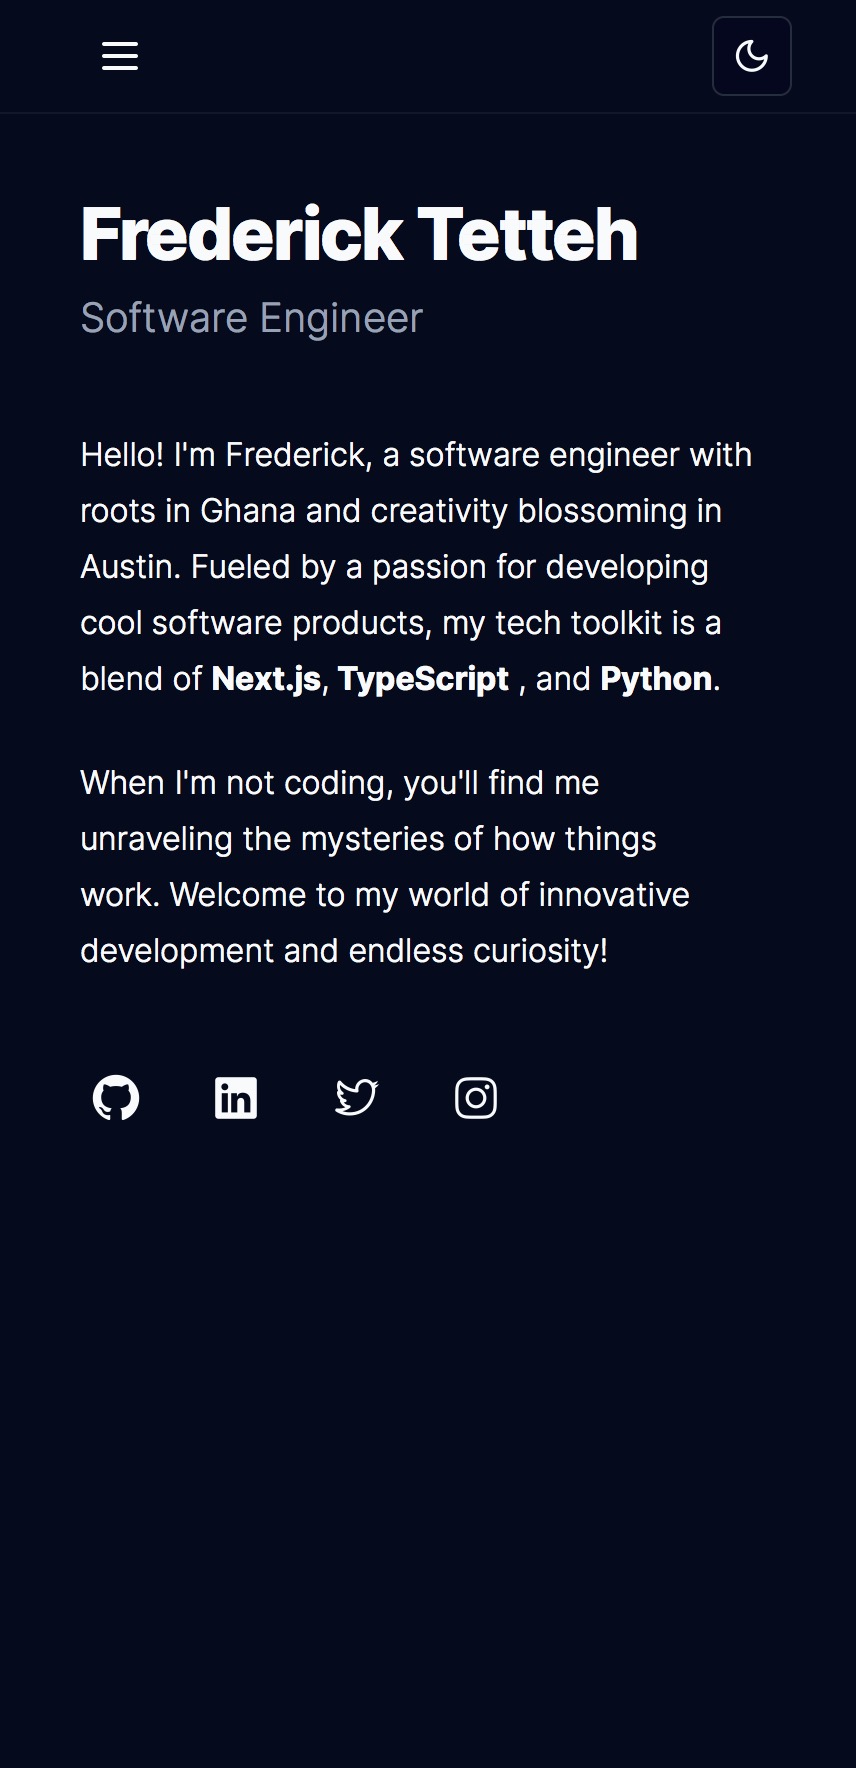 Frederick Tetteh
Software Engineer
Hello! I'm Frederick, a software engineer with
roots in Ghana and creativity blossoming in
Austin. Fueled by a passion for developing
cool software products, my tech toolkit is a
blend of Next.js, TypeScript , and Python.
When I'm not coding, you'll find me
unraveling the mysteries of how things
work. Welcome to my world of innovative
development and endless curiosity!
in